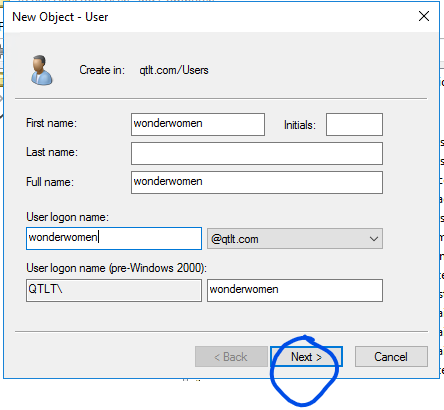 New Object - User
Create in: qtlt.com/Users
First name: wonderwomen Initials:
Last name:
Full name: wonderwomen
User logon name:
wonderwomen @qtlt.com
User logon name (pre-Windows 2000):
QTLT\ wonderwomen
< Back Next > Cancel